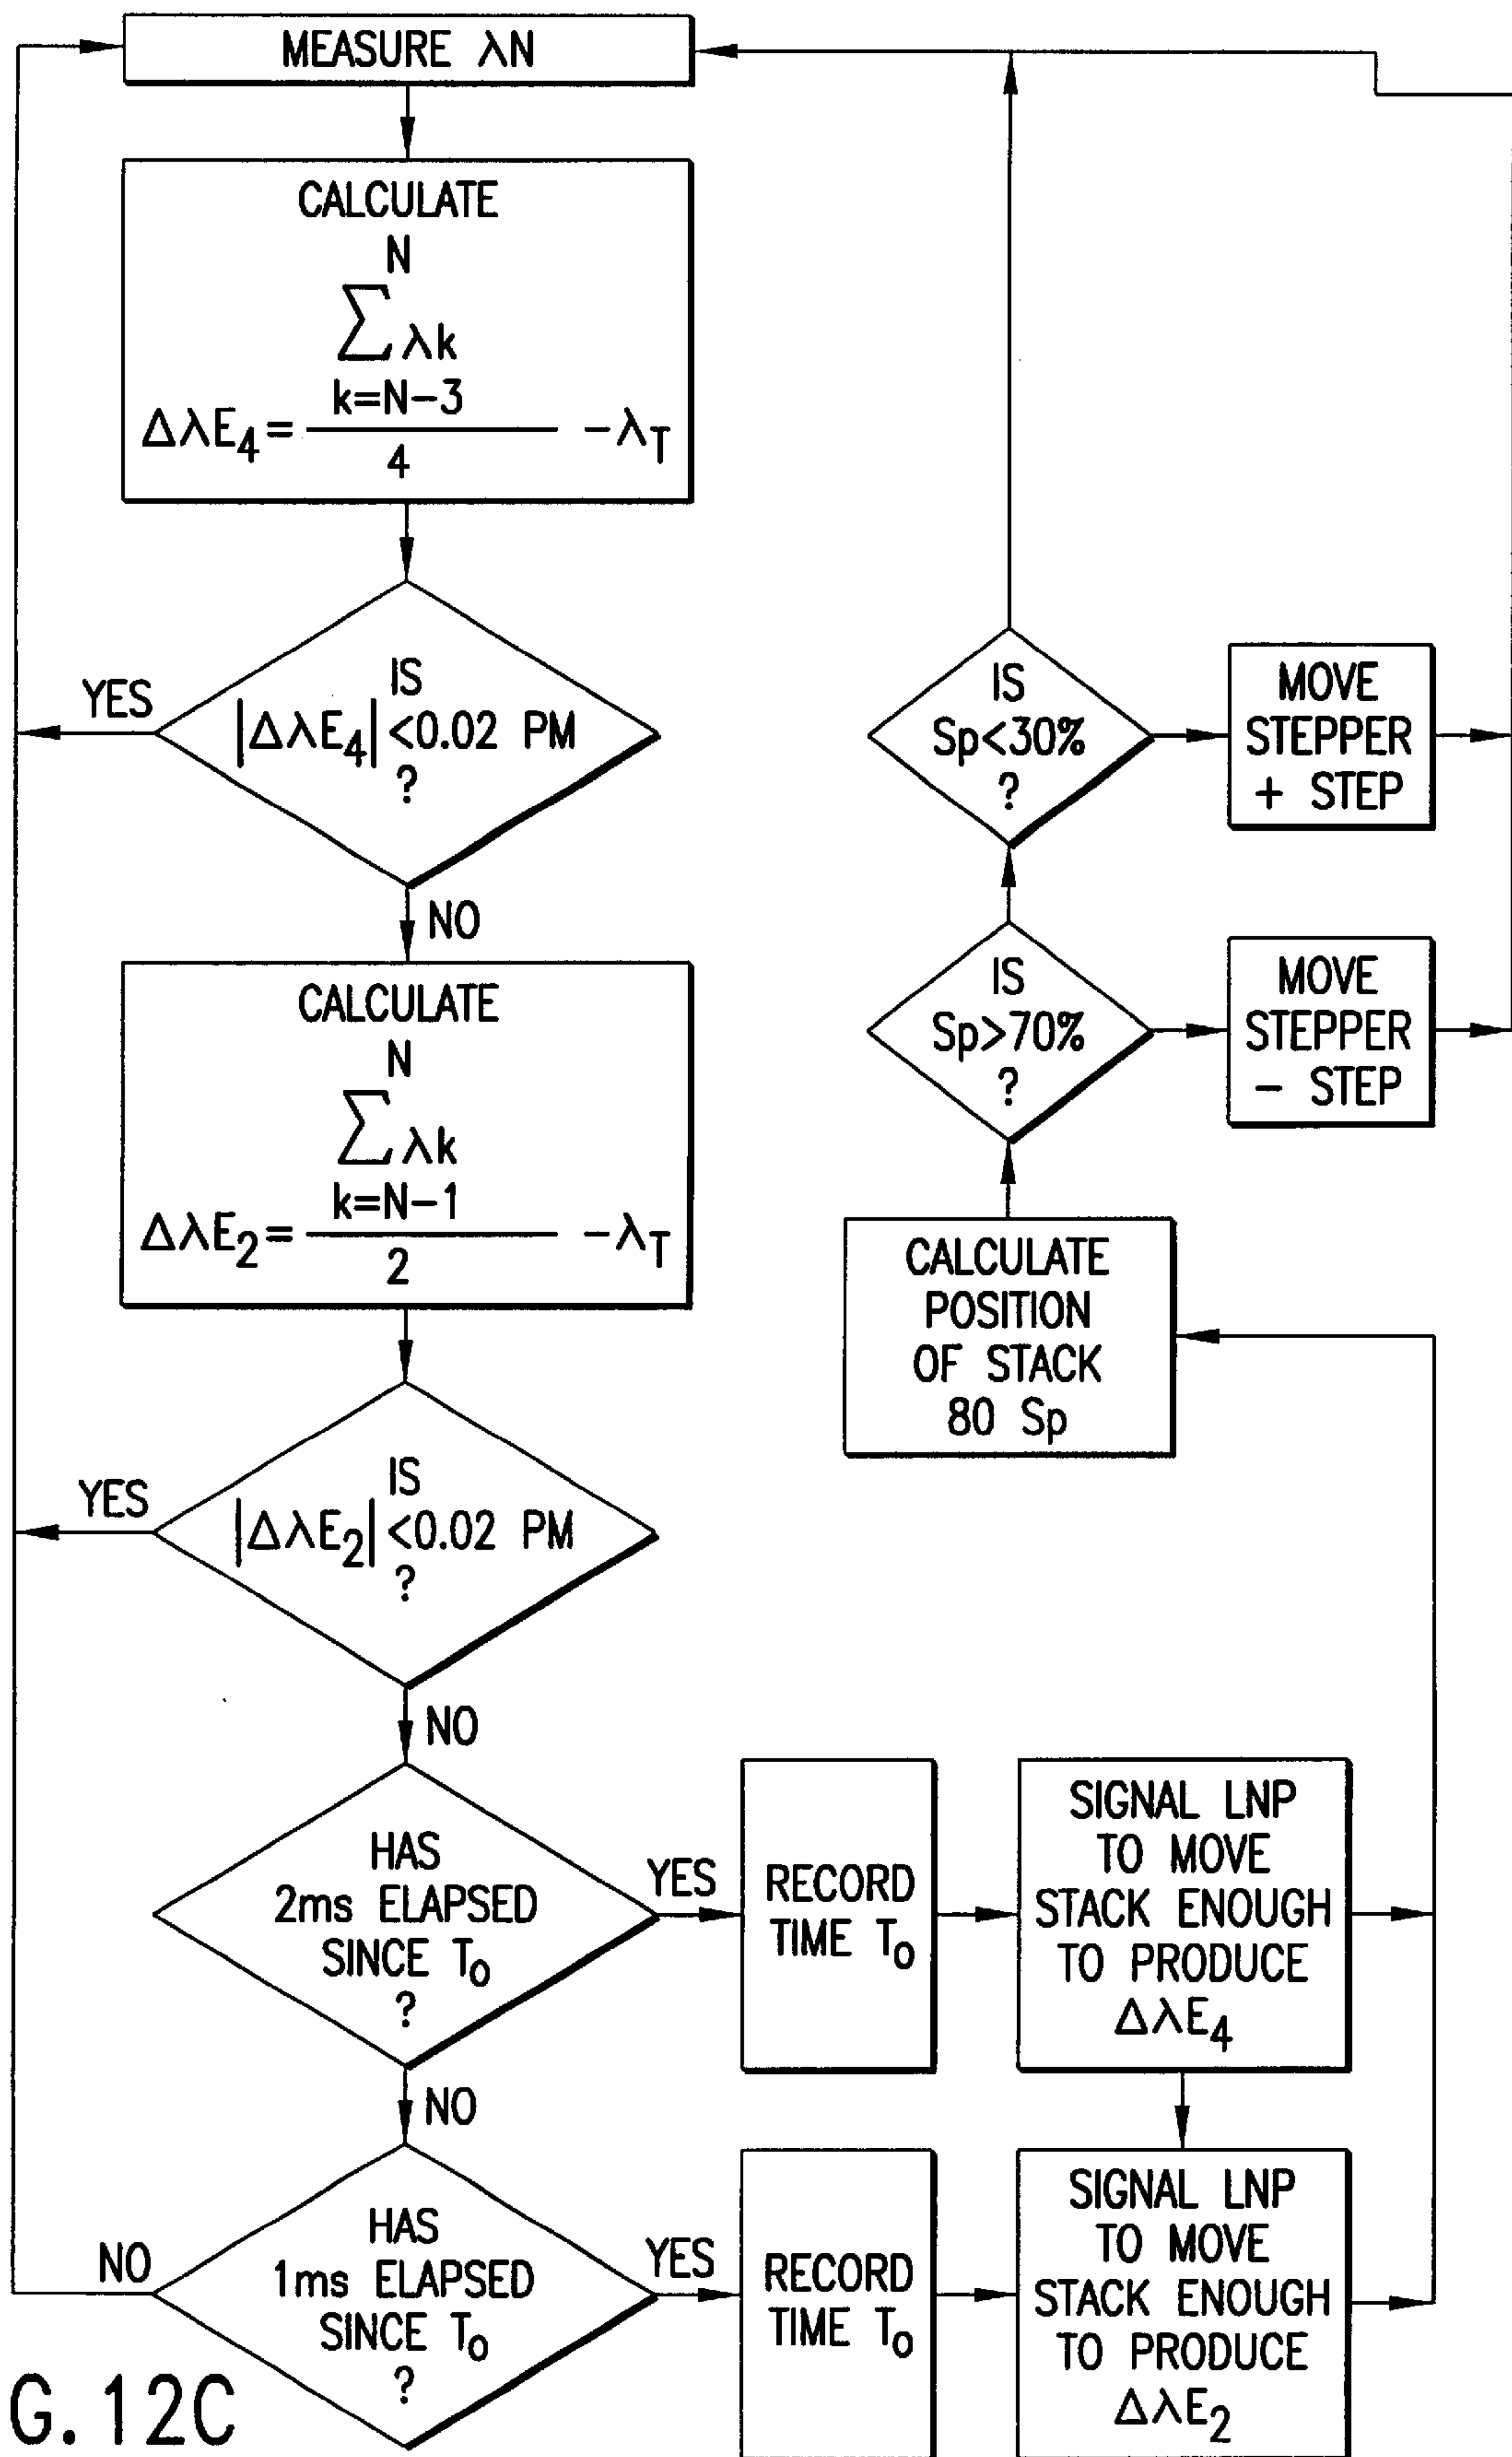 MEASURE λN
CALCULATE
N
∑ λk
k=N-3
ΔλE₄= 4 -λT
IS
|ΔλE₄|<0.02 PM
?
YES
NO
CALCULATE
N
∑ λk
k=N-1
ΔλE₂= 2 -λT
IS
|ΔλE₂|<0.02 PM
?
YES
NO
HAS
2ms ELAPSED
SINCE T₀
?
YES
NO
RECORD
TIME T₀
SIGNAL LNP
TO MOVE
STACK ENOUGH
TO PRODUCE
ΔλE₄
HAS
1ms ELAPSED
SINCE T₀
?
NO
YES
RECORD
TIME T₀
SIGNAL LNP
TO MOVE
STACK ENOUGH
TO PRODUCE
ΔλE₂
CALCULATE
POSITION
OF STACK
80 Sp
IS
Sp>70%
?
MOVE
STEPPER
- STEP
IS
Sp<30%
?
MOVE
STEPPER
+ STEP
G.12C